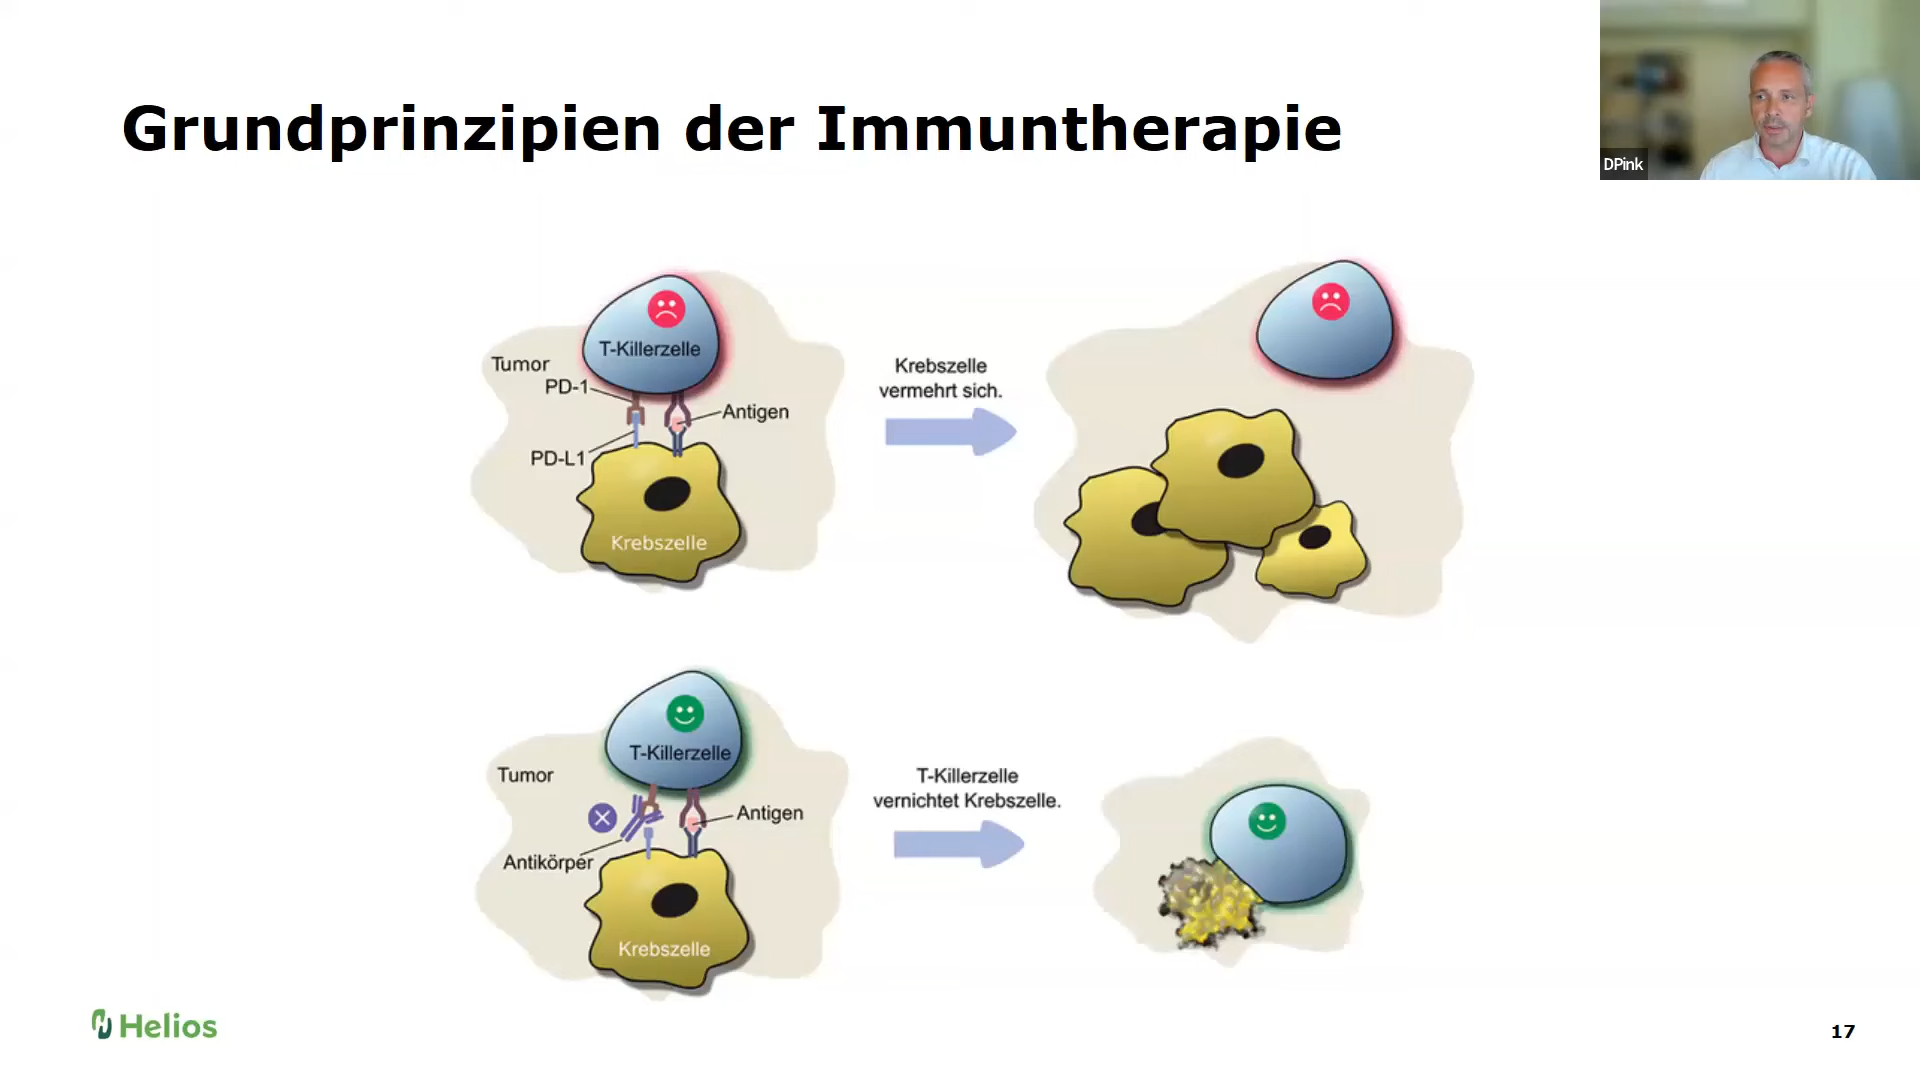 Grundprinzipien der Immuntherapie
DPink
T-Killerzelle
Tumor
PD-1
Antigen
PD-L1
Krebszelle
Krebszelle
vermehrt sich.
T-Killerzelle
Tumor
Antigen
Antikörper
Krebszelle
T-Killerzelle
vernichtet Krebszelle.
Helios
17